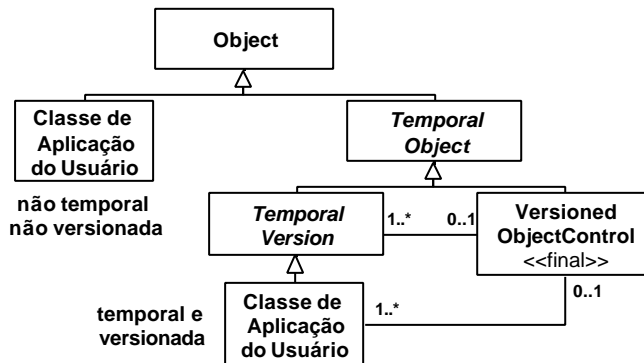 Object
Classe de
Aplicação
do Usuário
não temporal
não versionada
Temporal
Object
Temporal
Version
1..*
0..1
Versioned
ObjectControl
<<final>>
temporal e
versionada
Classe de
Aplicação
do Usuário
1..*
0..1